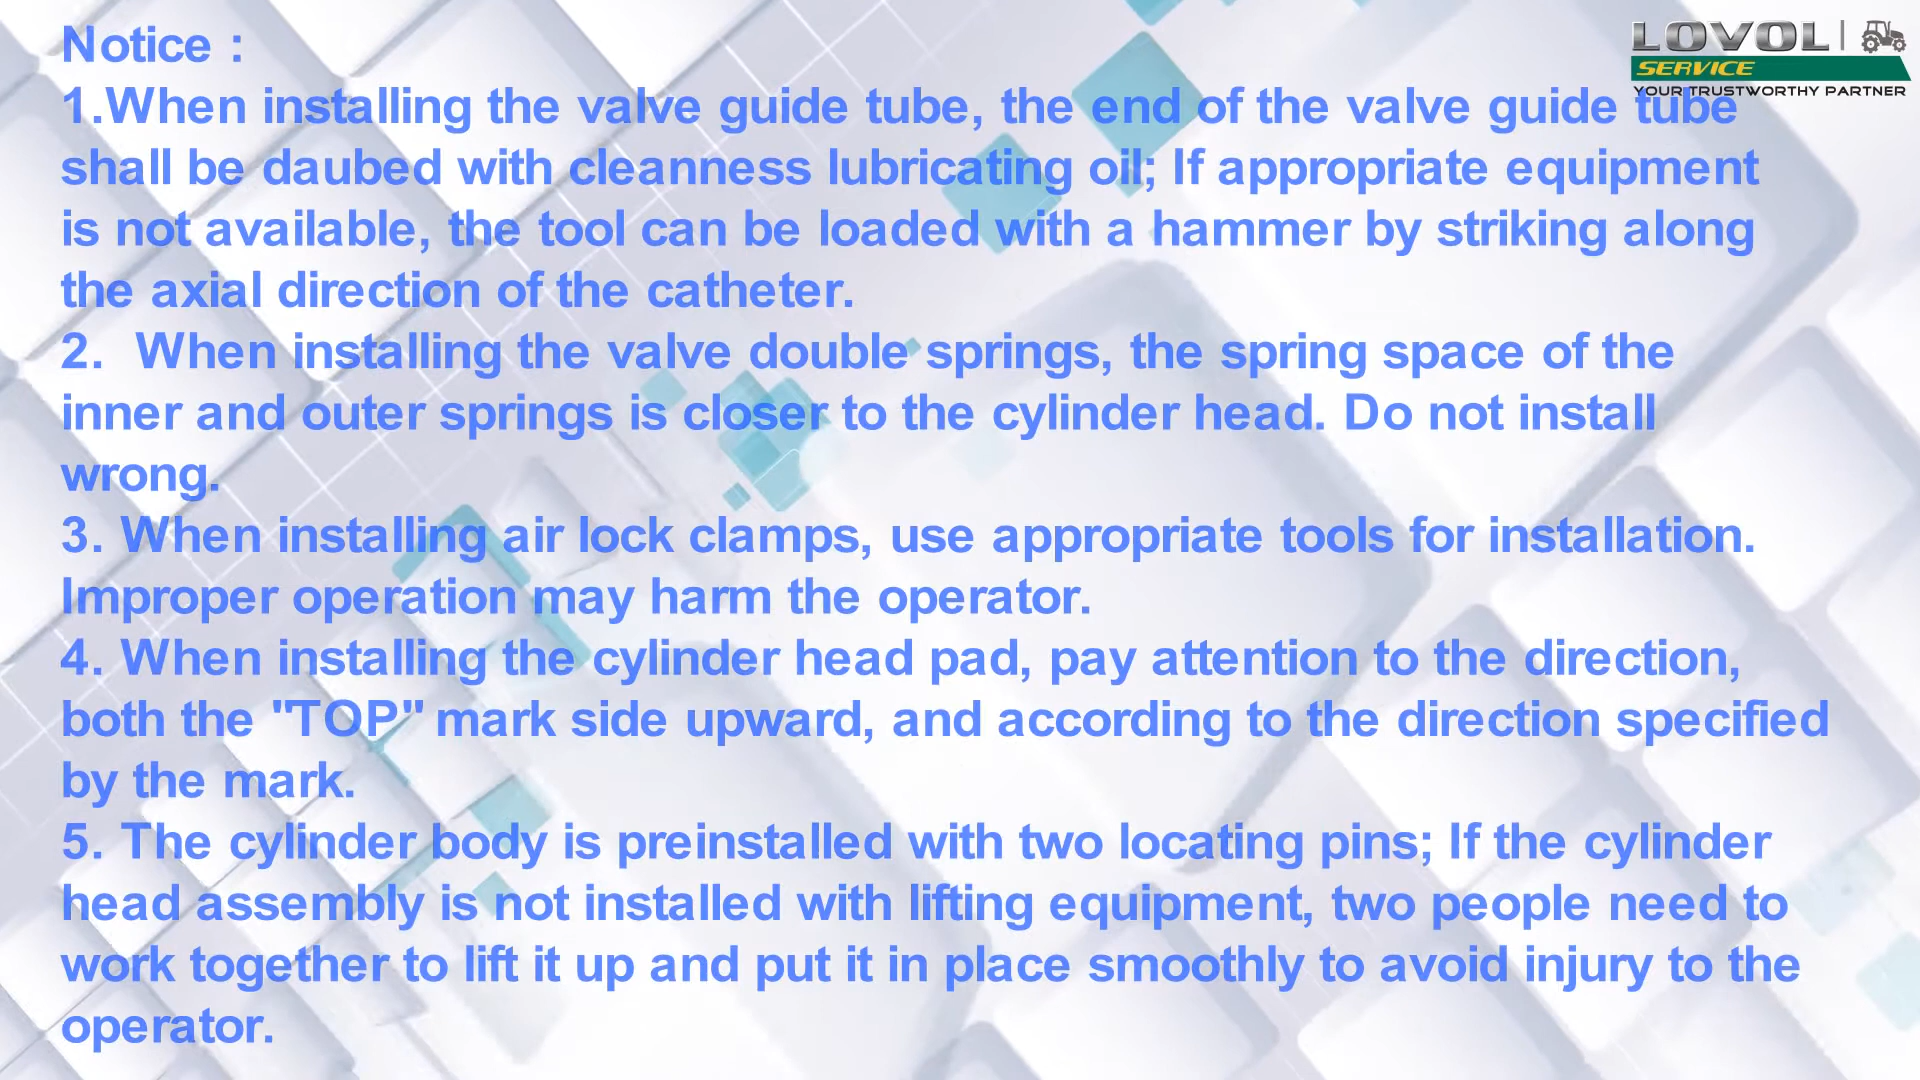 Notice :
LOVOL
SERVICE
YOUR TRUSTWORTHY PARTNER
1.When installing the valve guide tube, the end of the valve guide tube
shall be daubed with cleanness lubricating oil; If appropriate equipment
is not available, the tool can be loaded with a hammer by striking along
the axial direction of the catheter.
2.  When installing the valve double springs, the spring space of the
inner and outer springs is closer to the cylinder head. Do not install
wrong.
3. When installing air lock clamps, use appropriate tools for installation.
Improper operation may harm the operator.
4. When installing the cylinder head pad, pay attention to the direction,
both the "TOP" mark side upward, and according to the direction specified
by the mark.
5. The cylinder body is preinstalled with two locating pins; If the cylinder
head assembly is not installed with lifting equipment, two people need to
work together to lift it up and put it in place smoothly to avoid injury to the
operator.